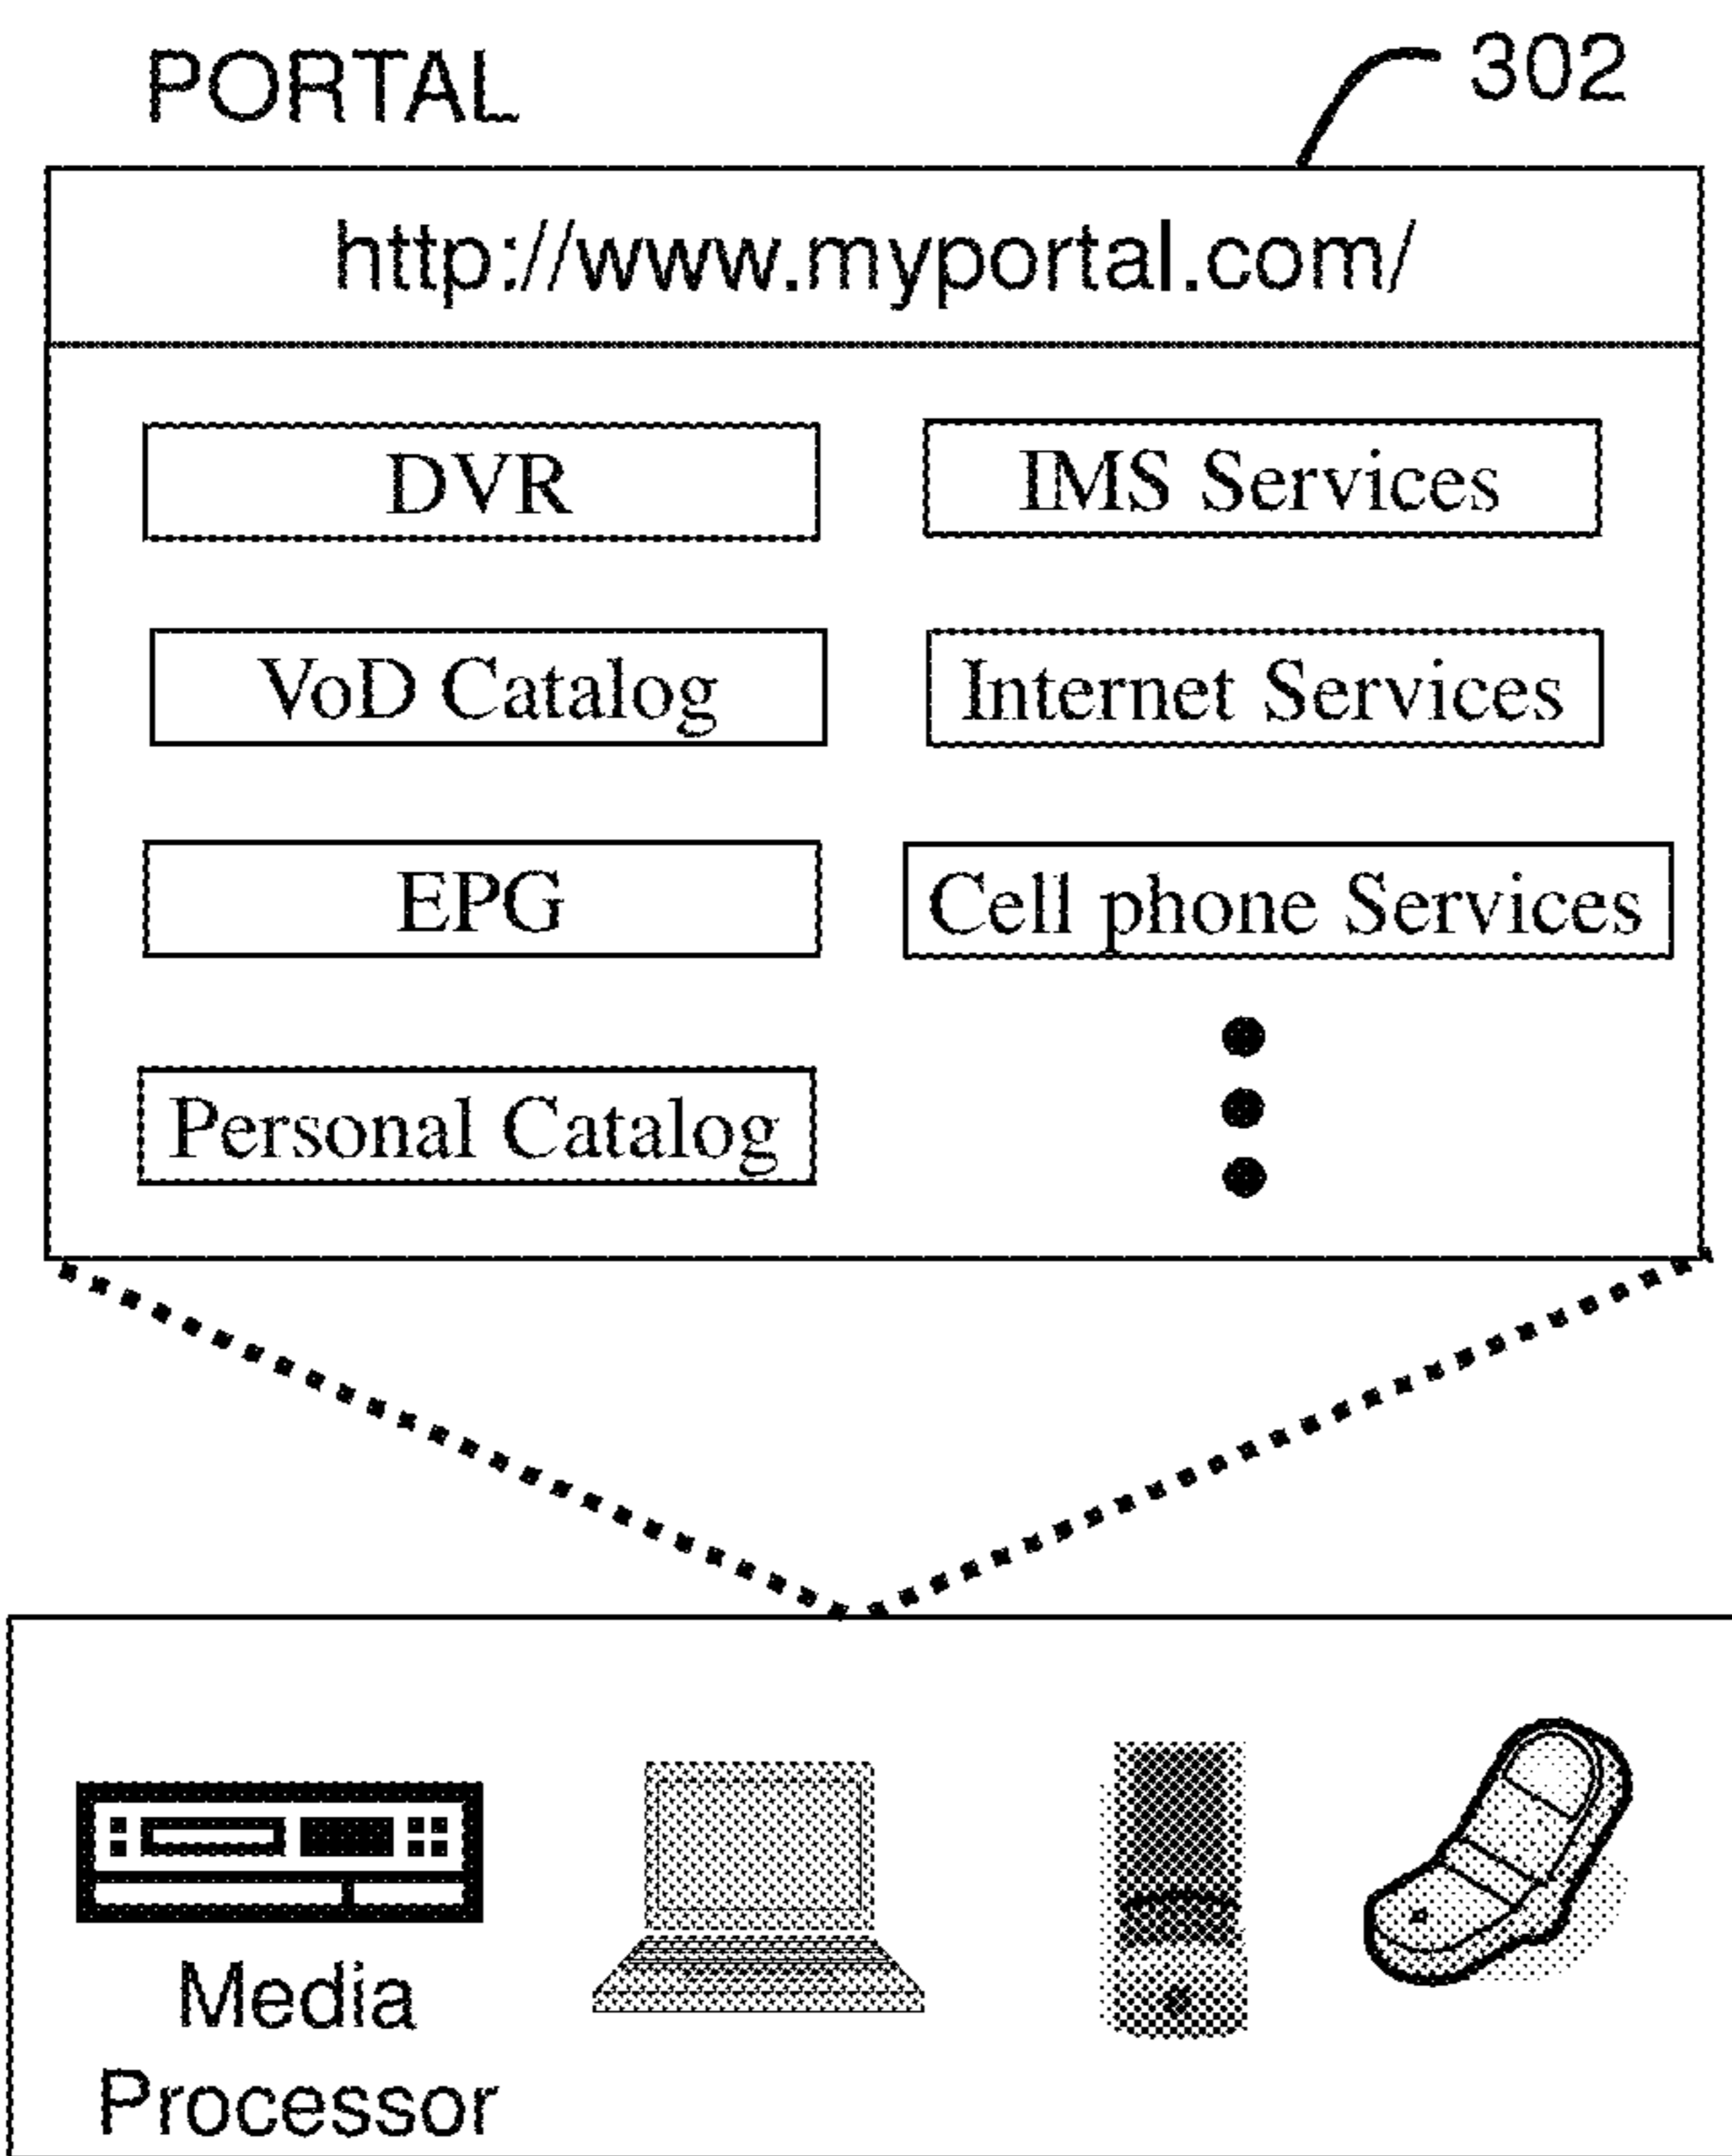 PORTAL
302
http://www.myportal.com/
DVR
IMS Services
VoD Catalog
Internet Services
EPG
Cell phone Services
Personal Catalog
Media
Processor